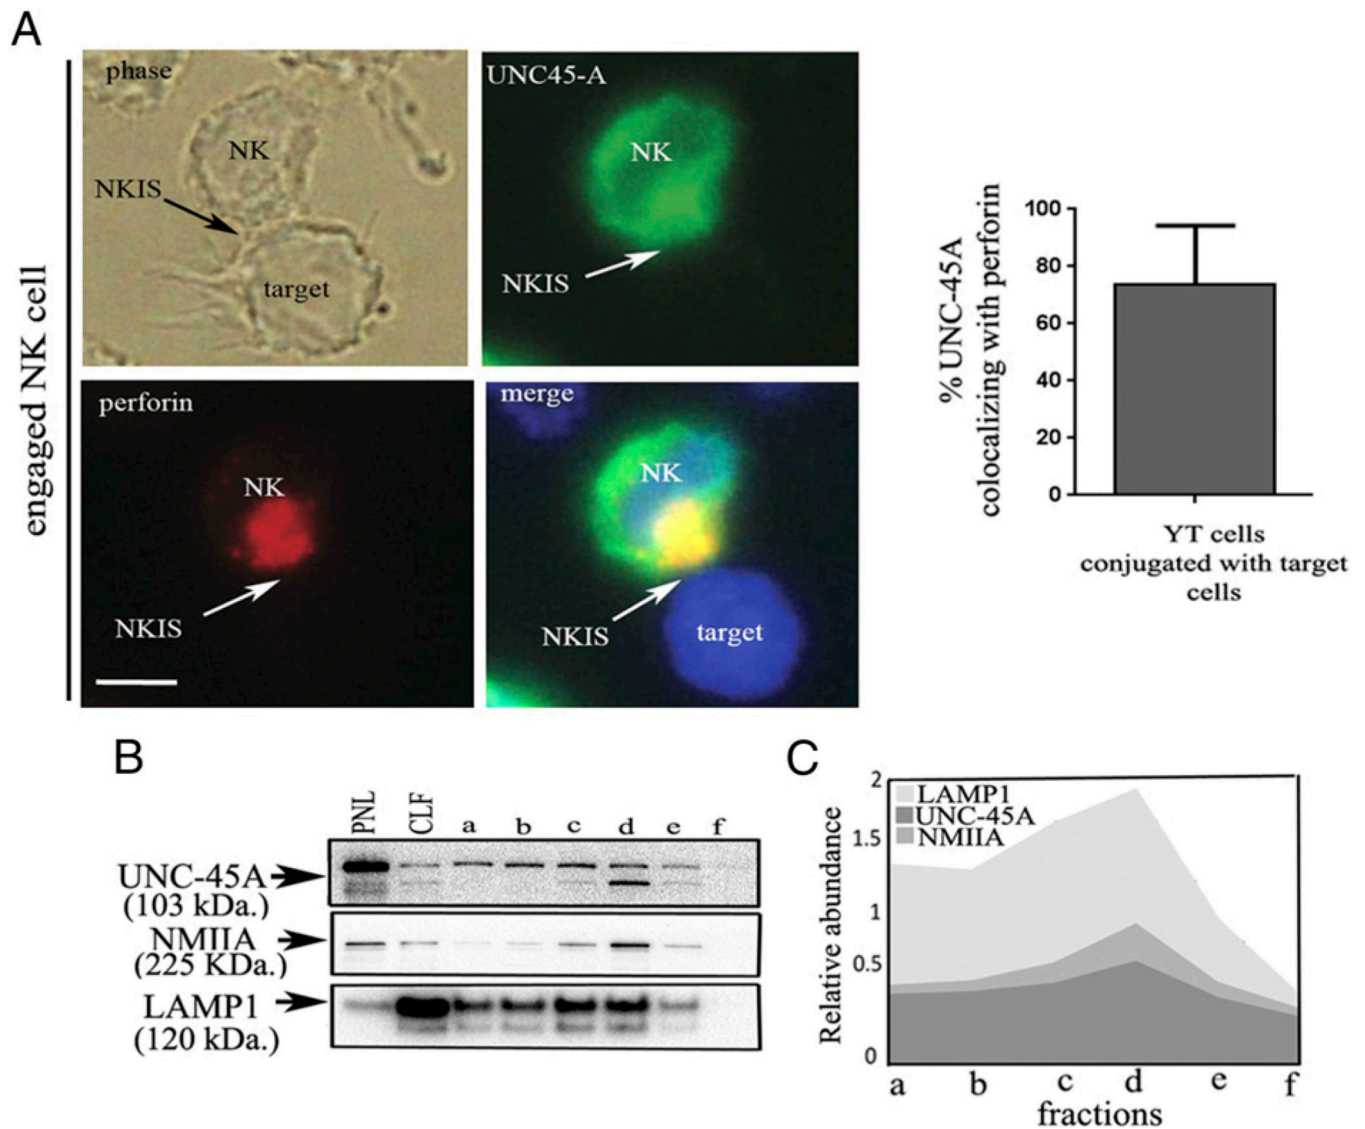 A
engaged NK cell
phase
NK
NKIS
target
UNC45-A
NK
NKIS
perforin
NK
NKIS
merge
NK
NKIS
target
% UNC-45A
colocalizing with perforin
100
80
60
40
20
0
YT cells
conjugated with target
cells
B
PNL CLF a b c d e f
UNC-45A
(103 kDa.)
NMIIA
(225 KDa.)
LAMP1
(120 kDa.)
C
Relative abundance
2
1.5
1
0.5
0
LAMP1
UNC-45A
NMIIA
a b c d e f
fractions